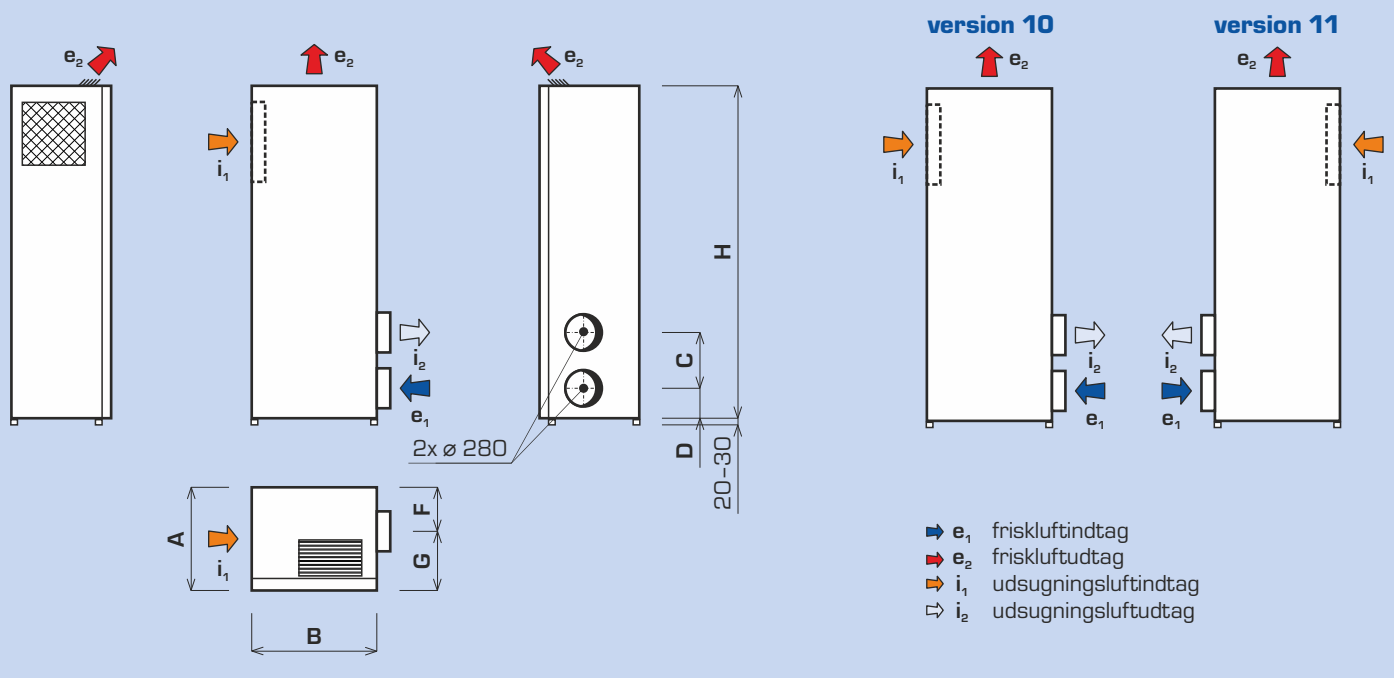 version 10
version 11
e₂
e₂
e₂
e₂
e₂
i₁
i₁
i₁
H
i₂
e₁
C
i₂
e₁
i₂
e₁
2x ø 280
D
20-30
A
i₁
F
G
B
e₁ friskluftindtag
e₂ friskluftudtag
i₁ udsugningsluftindtag
i₂ udsugningsluftudtag